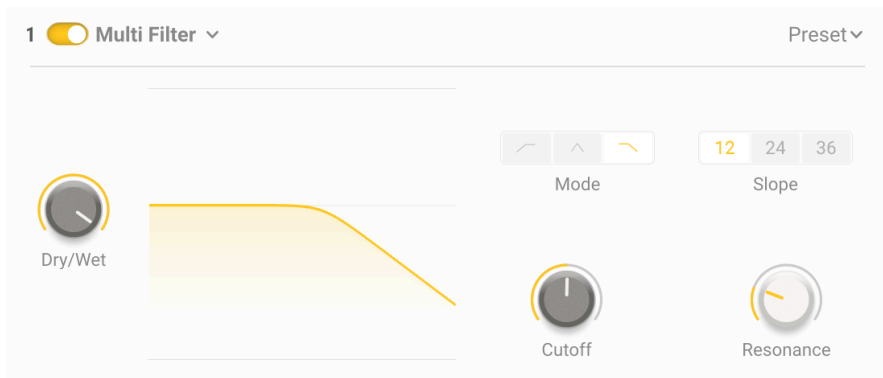 1 Multi Filter
Preset
12 24 36
Mode
Slope
Dry/Wet
Cutoff
Resonance